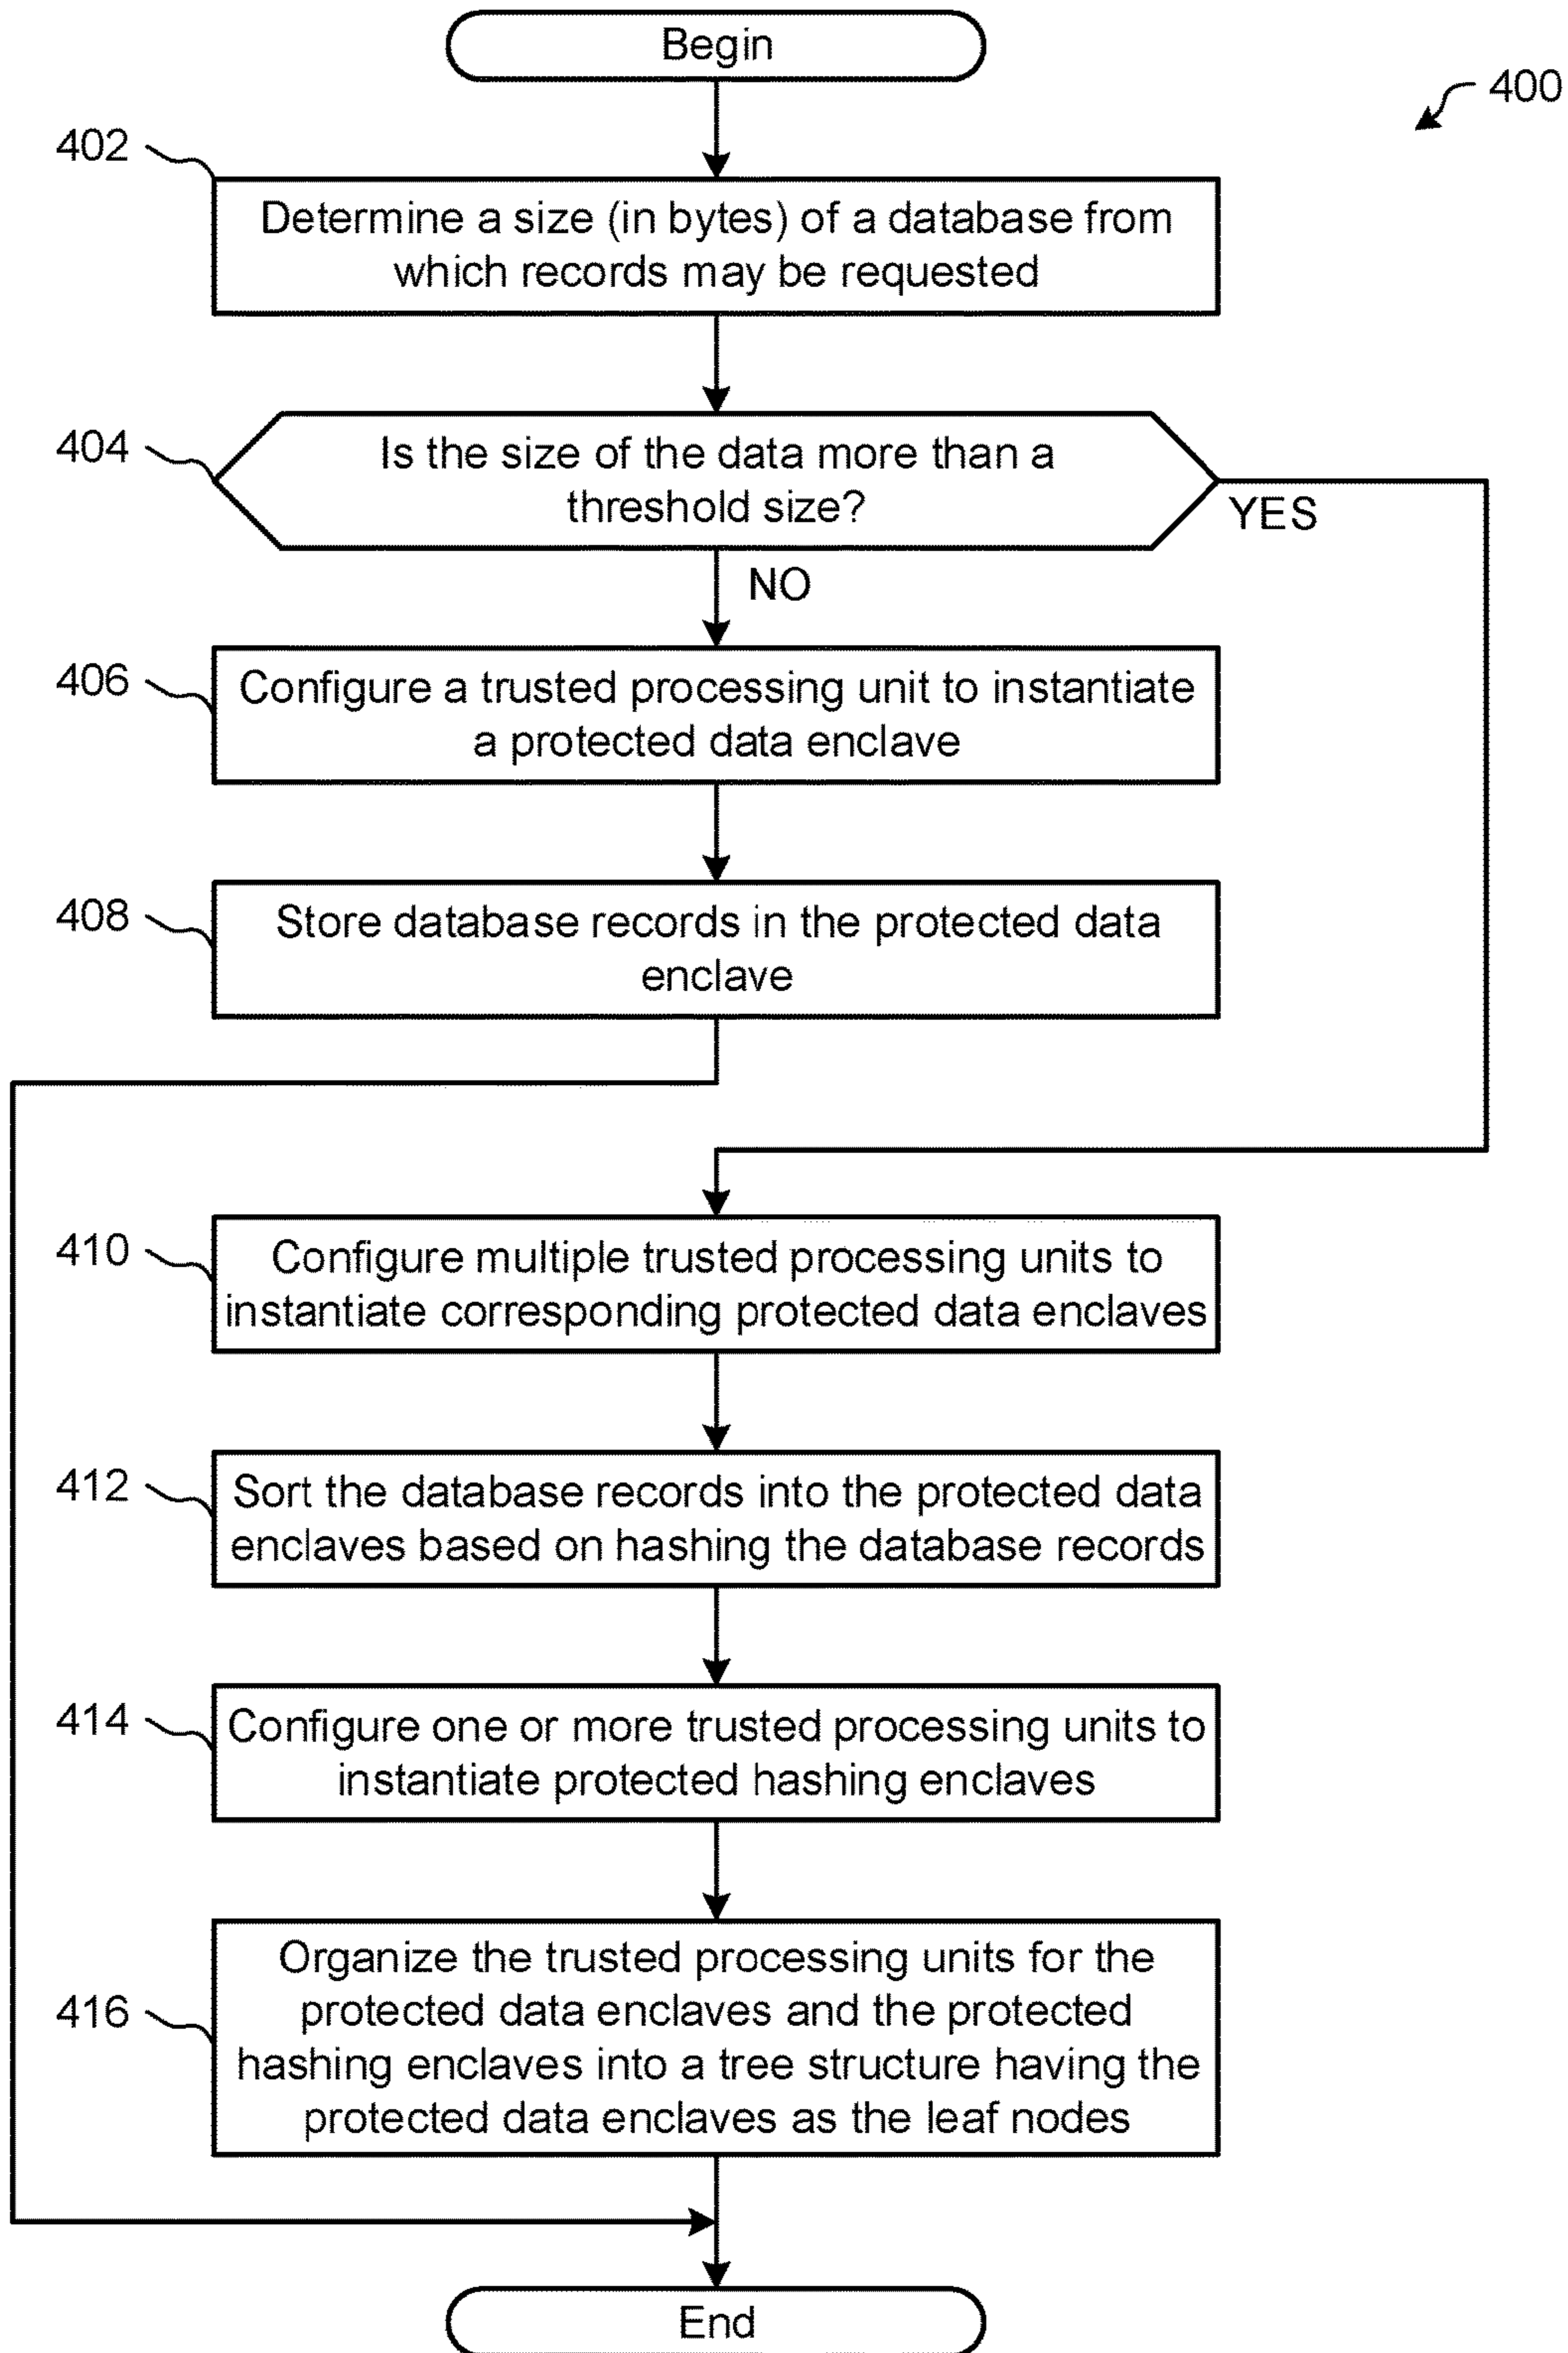 Begin
400
402
Determine a size (in bytes) of a database from
which records may be requested
404
Is the size of the data more than a
threshold size?
YES
NO
406
Configure a trusted processing unit to instantiate
a protected data enclave
408
Store database records in the protected data
enclave
410
Configure multiple trusted processing units to
instantiate corresponding protected data enclaves
412
Sort the database records into the protected data
enclaves based on hashing the database records
414
Configure one or more trusted processing units to
instantiate protected hashing enclaves
416
Organize the trusted processing units for the
protected data enclaves and the protected
hashing enclaves into a tree structure having the
protected data enclaves as the leaf nodes
End